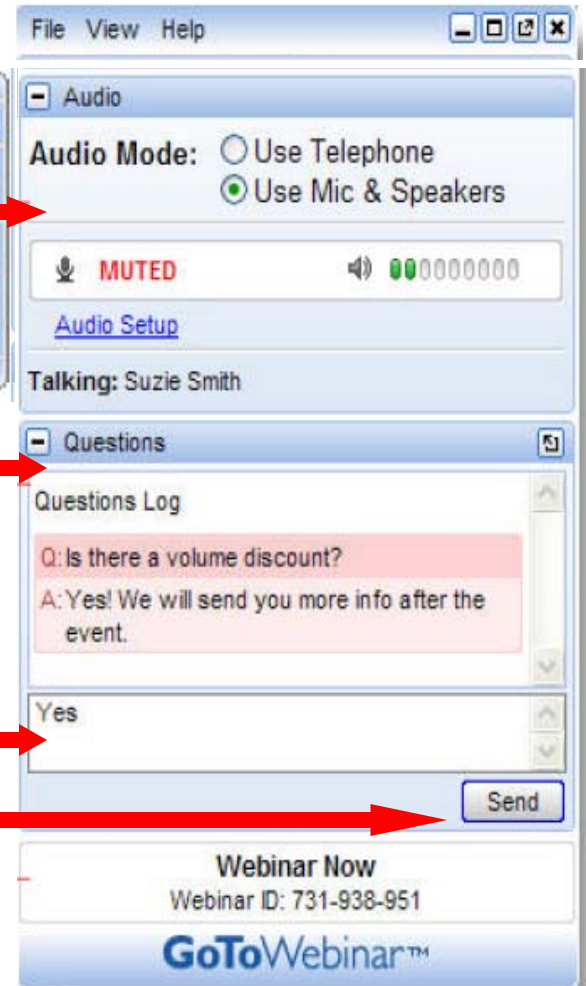 File View Help
Audio
Audio Mode: Use Telephone
Use Mic & Speakers
MUTED
Audio Setup
Talking: Suzie Smith
Questions
Questions Log
Q: Is there a volume discount?
A: Yes! We will send you more info after the
event.
Yes
Send
Webinar Now
Webinar ID: 731-938-951
GoToWebinar™